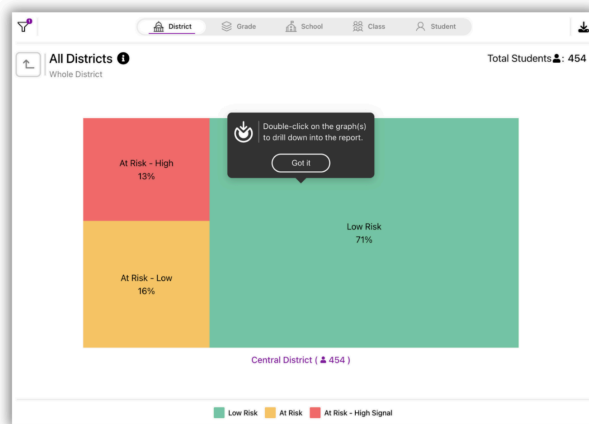 1
District
Grade
School
Class
Student
All Districts i
Total Students : 454
Whole District
Double-click on the graph(s)
to drill down into the report.
Got it
At Risk - High
13%
Low Risk
71%
At Risk - Low
16%
Central District ( 454 )
Low Risk
At Risk
At Risk - High Signal